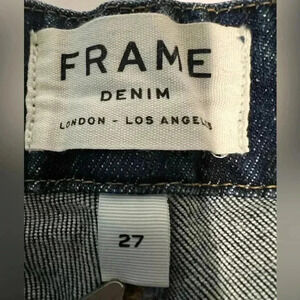 FRAME
DENIM
LONDON - LOS ANGELES
27